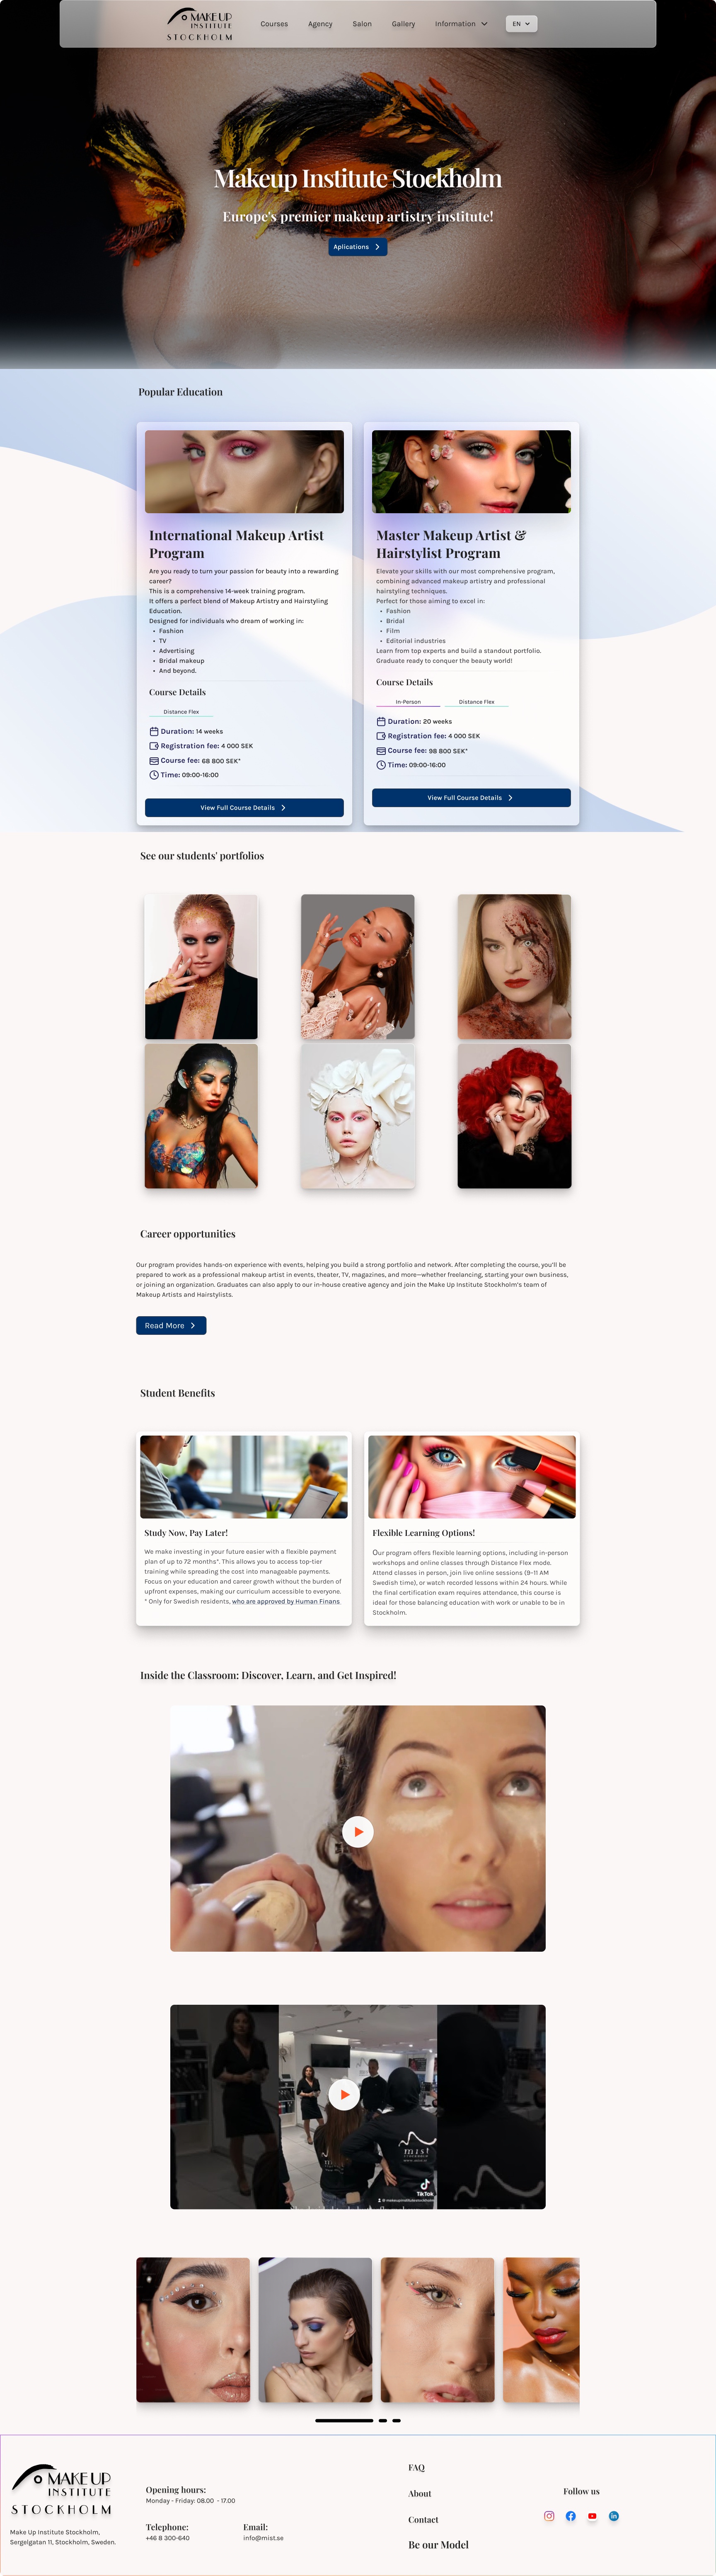 MAKEUP
INSTITUTE
STOCKHOLM
Courses
Agency
Salon
Gallery
Information
EN
Makeup Institute Stockholm
Europe's premier makeup artistry institute!
Aplications
Popular Education
International Makeup Artist
Program
Are you ready to turn your passion for beauty into a rewarding
career?
This is a comprehensive 14-week training program.
It offers a perfect blend of Makeup Artistry and Hairstyling
Education.
Designed for individuals who dream of working in:
• Fashion
• TV
• Advertising
• Bridal makeup
• And beyond.
Course Details
Distance Flex
Duration: 14 weeks
Registration fee: 4 000 SEK
Course fee: 68 800 SEK*
Time: 09:00-16:00
View Full Course Details
Master Makeup Artist &
Hairstylist Program
Elevate your skills with our most comprehensive program,
combining advanced makeup artistry and professional
hairstyling techniques.
Perfect for those aiming to excel in:
• Fashion
• Bridal
• Film
• Editorial industries
Learn from top experts and build a standout portfolio.
Graduate ready to conquer the beauty world!
Course Details
In-Person
Distance Flex
Duration: 20 weeks
Registration fee: 4 000 SEK
Course fee: 98 800 SEK*
Time: 09:00-16:00
View Full Course Details
See our students' portfolios
Career opportunities
Our program provides hands-on experience with events, helping you build a strong portfolio and network. After completing the course, you'll be
prepared to work as a professional makeup artist in events, theater, TV, magazines, and more—whether freelancing, starting your own business,
or joining an organization. Graduates can also apply to our in-house creative agency and join the Make Up Institute Stockholm's team of
Makeup Artists and Hairstylists.
Read More
Student Benefits
Study Now, Pay Later!
We make investing in your future easier with a flexible payment
plan of up to 72 months*. This allows you to access top-tier
training while spreading the cost into manageable payments.
Focus on your education and career growth without the burden of
upfront expenses, making our curriculum accessible to everyone.
* Only for Swedish residents, who are approved by Human Finans
Flexible Learning Options!
Our program offers flexible learning options, including in-person
workshops and online classes through Distance Flex mode.
Attend classes in person, join live online sessions (9–11 AM
Swedish time), or watch recorded lessons within 24 hours. While
the final certification exam requires attendance, this course is
ideal for those balancing education with work or unable to be in
Stockholm.
Inside the Classroom: Discover, Learn, and Get Inspired!
mist
mist
TikTok
@makeupinstitutestockholm
MAKEUP
INSTITUTE
STOCKHOLM
Make Up Institute Stockholm,
Sergelgatan 11, Stockholm, Sweden.
Opening hours:
Monday - Friday: 08.00 - 17.00
Telephone:
+46 8 300-640
Email:
info@mist.se
FAQ
About
Contact
Be our Model
Follow us